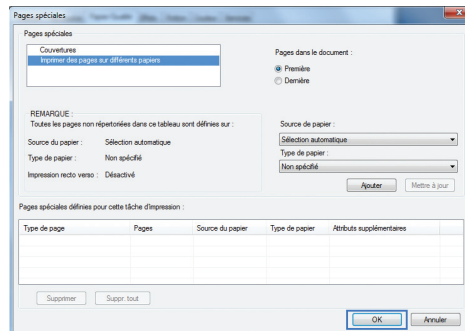 Pages spéciales
Pages spéciales
Couvertures
Imprimer des pages sur différents papiers
Pages dans le document :
Première
Dernière
REMARQUE :
Toutes les pages non répertoriées dans ce tableau sont définies sur :
Source du papier : Sélection automatique
Type de papier : Non spécifié
Impression recto verso : Désactivé
Source de papier :
Sélection automatique
Type de papier :
Non spécifié
Ajouter Mettre à jour
Pages spéciales définies pour cette tâche d'impression :
Type de page Pages Source du papier Type de papier Attributs supplémentaires
Supprimer Suppr. tout
OK Annuler